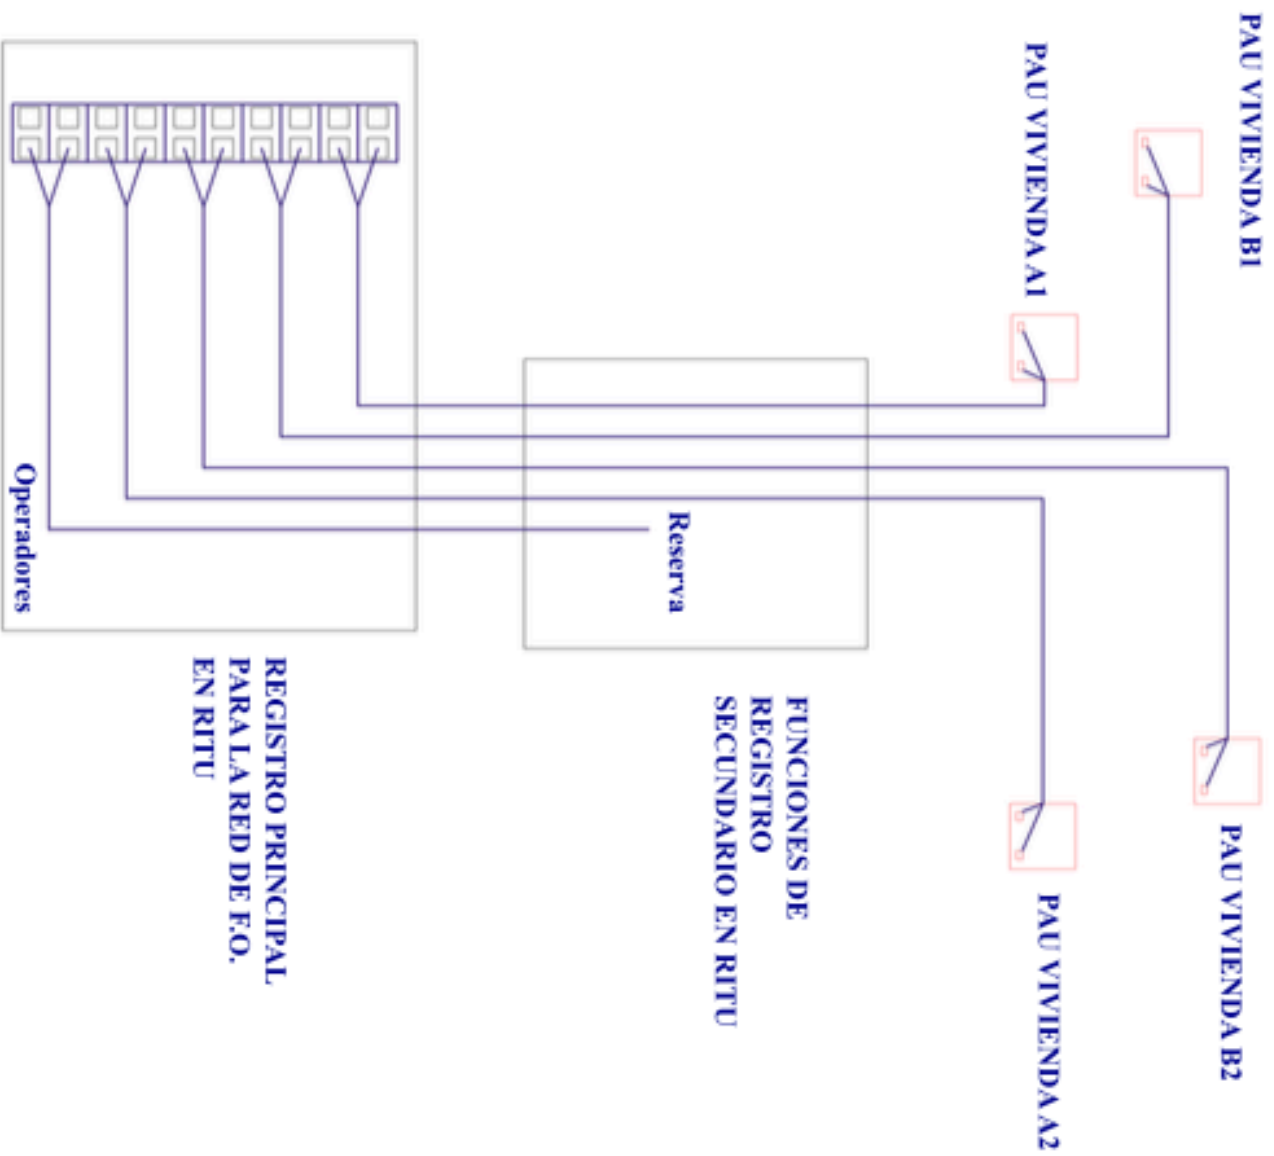 PAU VIVIENDA B1
PAU VIVIENDA A1
Operadores
Reserva
REGISTRO PRINCIPAL
PARA LA RED DE F.O.
EN RITU
FUNCIONES DE
REGISTRO
SECUNDARIO EN RITU
PAU VIVIENDA B2
PAU VIVIENDA A2